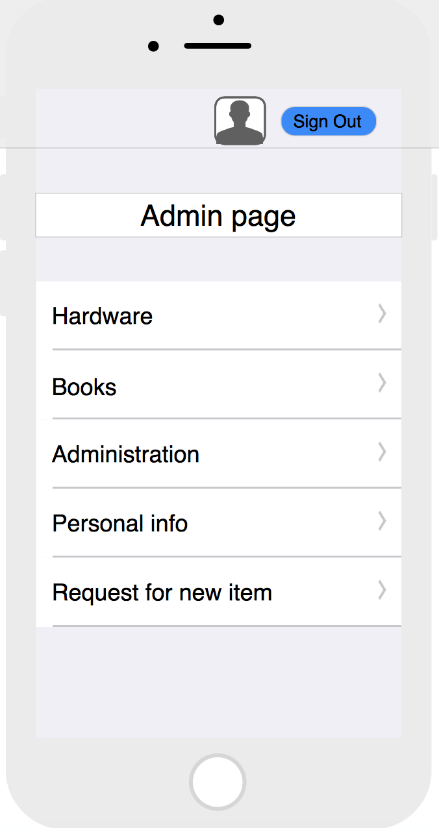 Sign Out
Admin page
Hardware
Books
Administration
Personal info
Request for new item